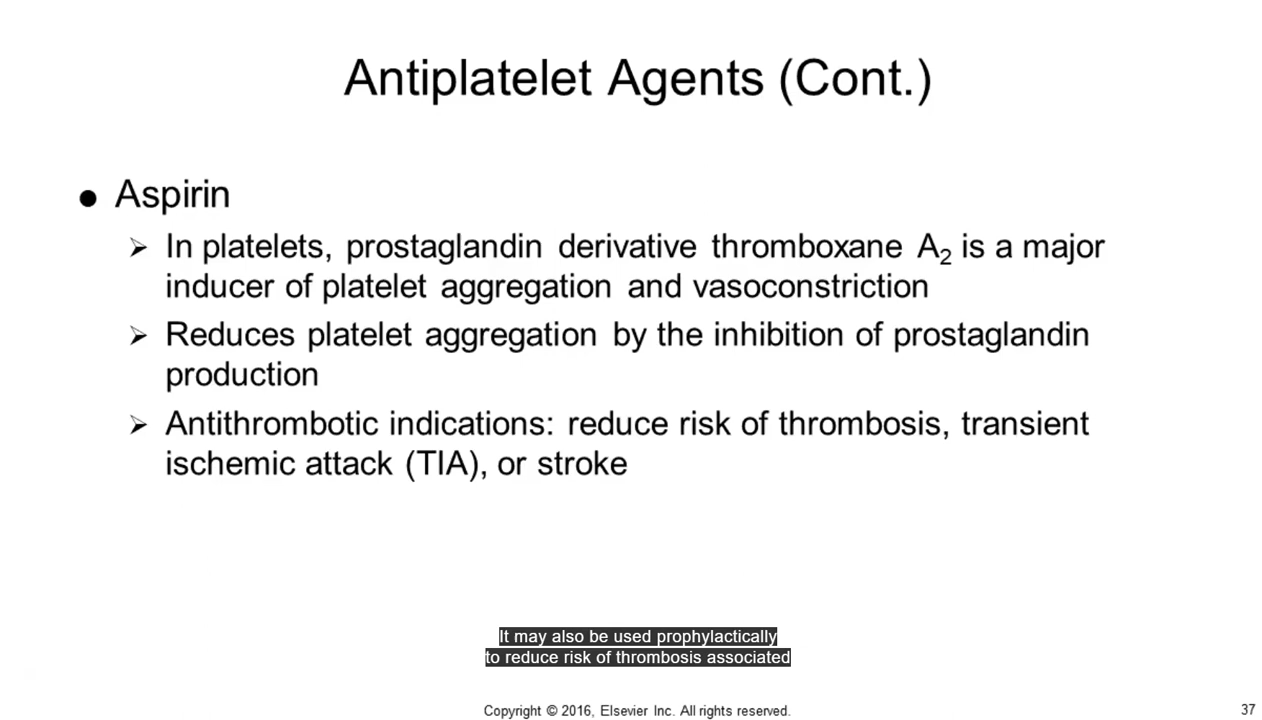 Antiplatelet Agents (Cont.)
● Aspirin
➢ In platelets, prostaglandin derivative thromboxane A₂ is a major
inducer of platelet aggregation and vasoconstriction
➢ Reduces platelet aggregation by the inhibition of prostaglandin
production
➢ Antithrombotic indications: reduce risk of thrombosis, transient
ischemic attack (TIA), or stroke
It may also be used prophylactically
to reduce risk of thrombosis associated
Copyright © 2016, Elsevier Inc. All rights reserved.
37